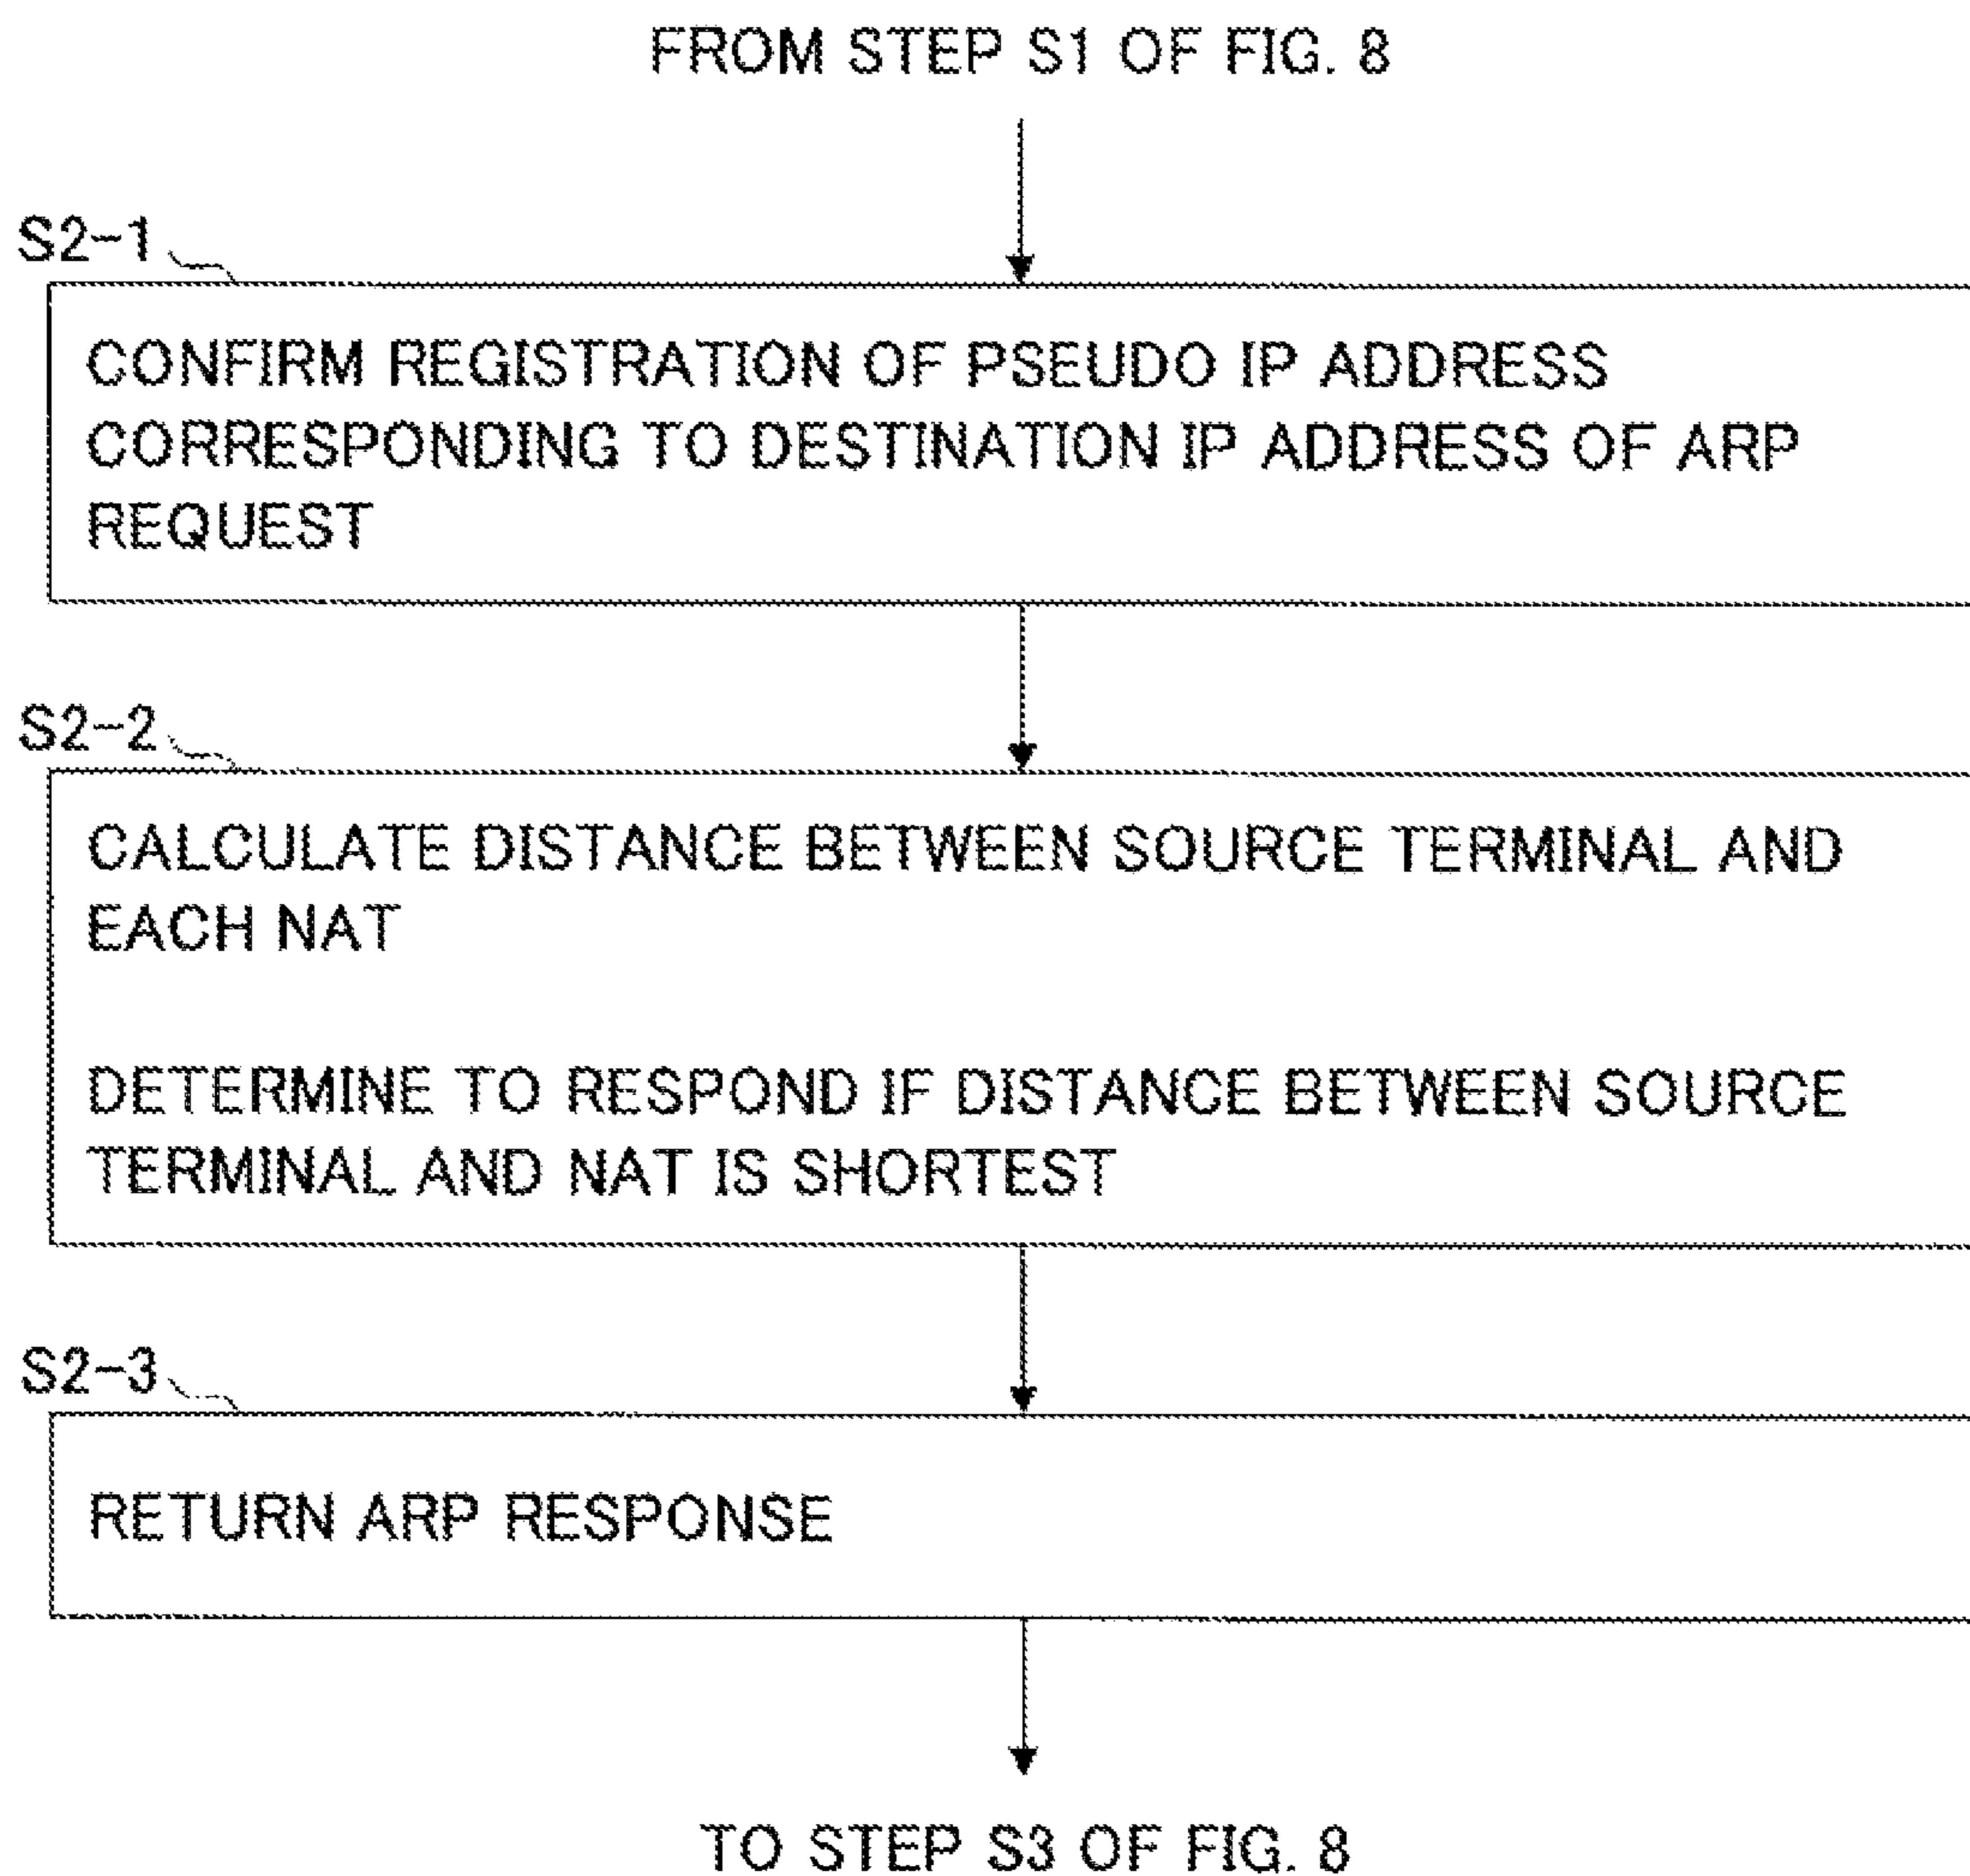 FROM STEP S1 OF FIG. 8
S2-1
CONFIRM REGISTRATION OF PSEUDO IP ADDRESS
CORRESPONDING TO DESTINATION IP ADDRESS OF ARP
REQUEST
S2-2
CALCULATE DISTANCE BETWEEN SOURCE TERMINAL AND
EACH NAT
DETERMINE TO RESPOND IF DISTANCE BETWEEN SOURCE
TERMINAL AND NAT IS SHORTEST
S2-3
RETURN ARP RESPONSE
TO STEP S3 OF FIG. 8